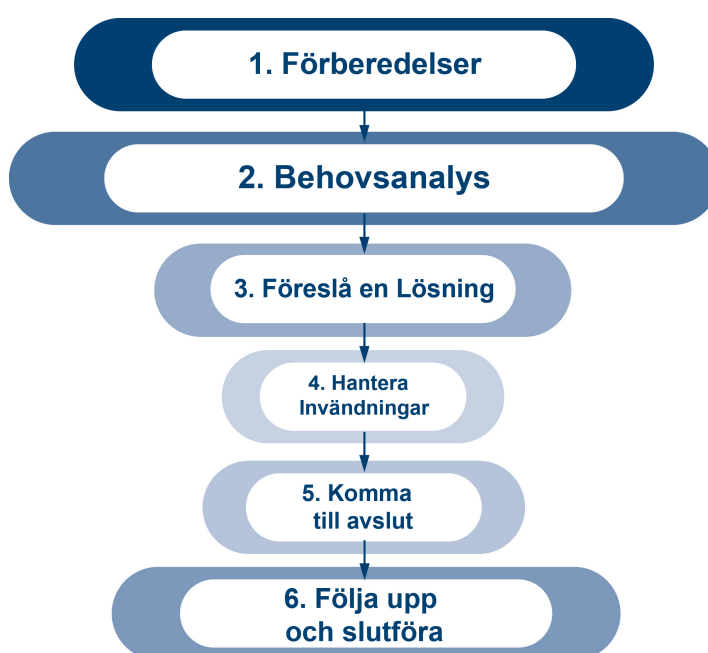 1. Förberedelser
2. Behovsanalys
3. Föreslå en Lösning
4. Hantera
Invändningar
5. Komma
till avslut
6. Följa upp
och slutföra